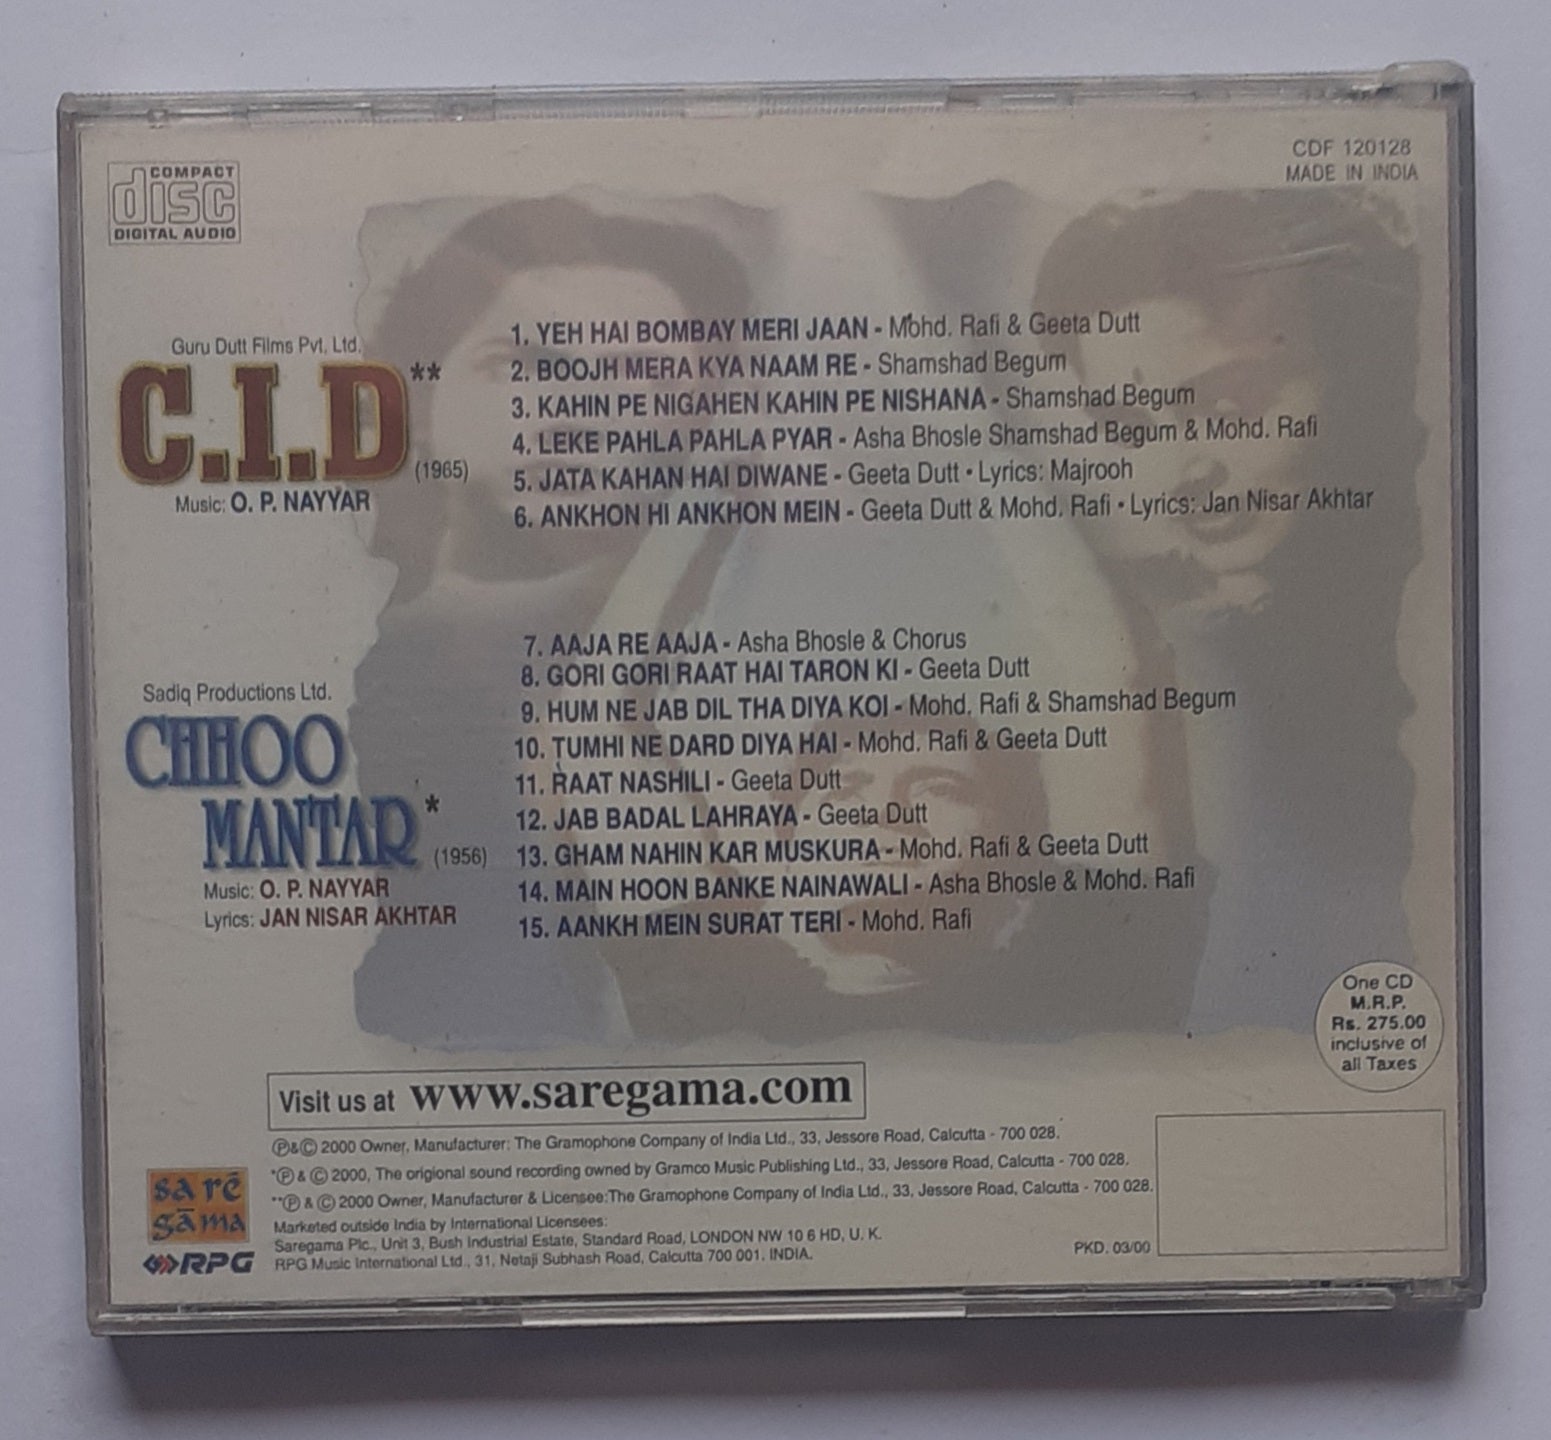 COMPACT
disc
DIGITAL AUDIO
CDF 120128
MADE IN INDIA
Guru Dutt Films Pvt. Ltd.
C.I.D**
(1965)
Music: O. P. NAYYAR
1. YEH HAI BOMBAY MERI JAAN - Mohd. Rafi & Geeta Dutt
2. BOOJH MERA KYA NAAM RE - Shamshad Begum
3. KAHIN PE NIGAHEN KAHIN PE NISHANA - Shamshad Begum
4. LEKE PAHLA PAHLA PYAR - Asha Bhosle Shamshad Begum & Mohd. Rafi
5. JATA KAHAN HAI DIWANE - Geeta Dutt • Lyrics: Majrooh
6. ANKHON HI ANKHON MEIN - Geeta Dutt & Mohd. Rafi • Lyrics: Jan Nisar Akhtar
Sadiq Productions Ltd.
CHHOO
MANTAR*
(1956)
Music: O. P. NAYYAR
Lyrics: JAN NISAR AKHTAR
7. AAJA RE AAJA - Asha Bhosle & Chorus
8. GORI GORI RAAT HAI TARON KI - Geeta Dutt
9. HUM NE JAB DIL THA DIYA KOI - Mohd. Rafi & Shamshad Begum
10. TUMHI NE DARD DIYA HAI - Mohd. Rafi & Geeta Dutt
11. RAAT NASHILI - Geeta Dutt
12. JAB BADAL LAHRAYA - Geeta Dutt
13. GHAM NAHIN KAR MUSKURA - Mohd. Rafi & Geeta Dutt
14. MAIN HOON BANKE NAINAWALI - Asha Bhosle & Mohd. Rafi
15. AANKH MEIN SURAT TERI - Mohd. Rafi
One CD
M.R.P.
Rs. 275.00
inclusive of
all Taxes
Visit us at www.saregama.com
Ⓟ&© 2000 Owner, Manufacturer: The Gramophone Company of India Ltd., 33, Jessore Road, Calcutta - 700 028.
*Ⓟ & © 2000, The origional sound recording owned by Gramco Music Publishing Ltd., 33, Jessore Road, Calcutta - 700 028.
**Ⓟ & © 2000 Owner, Manufacturer & Licensee:The Gramophone Company of India Ltd., 33, Jessore Road, Calcutta - 700 028.
Marketed outside India by International Licensees:
Saregama Plc., Unit 3, Bush Industrial Estate, Standard Road, LONDON NW 10 6 HD, U. K.
RPG Music International Ltd., 31, Netaji Subhash Road, Calcutta 700 001. INDIA.
PKD. 03/00
sa rē
gāma
RPG